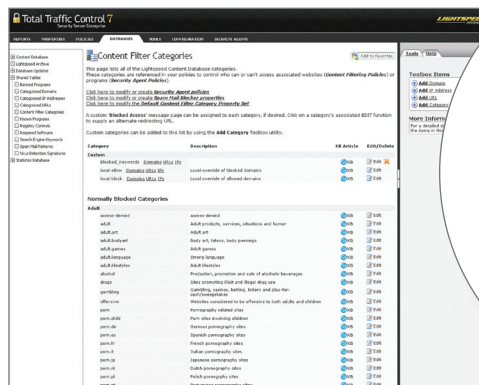 Total Traffic Control 7
Security Server Enterprise
LIGHTSPEE
REPORTS PROPERTIES POLICIES DATABASES TOOLS CONFIGURATION SECURITY AGENTS
Content Database
Lightspeed Archive
Database Updates
Shared Tables
Banned Programs
Categorized Domains
Categorized IP Addresses
Categorized URLs
Content Filter Categories
Known Programs
Registry Controls
Required Software
Search Engine Keywords
Spam Mail Patterns
Virus Detection Signatures
Statistics Database
Content Filter Categories
Add to Favorites
This page lists all of the Lightspeed Content Database categories.
These categories are referenced in your policies to control who can or can't access associated websites (Content Filtering Policies) or
programs (Security Agent Policies).
Click here to modify or create Security Agent policies
Click here to modify or create Spam Mail Blocker properties
Click here to modify the Default Content Filter Category Property Set
A custom 'Blocked Access' message page can be assigned to each category, if desired. Click on a category's associated EDIT function
to supply an alternate redirecting URL.
Custom categories can be added to this list by using the Add Category Toolbox utility.
Category Description KB Article Edit/Delete
Custom
Blocked_Keywords Domains URLs IPs KB Edit
local-allow Domains URLs IPs Local override of blocked domains KB Edit
local-block Domains URLs IPs Local override of allowed domains KB Edit
Normally Blocked Categories
Adult
access-denied access-denied KB Edit
adult Adult products, services, situations and humor KB Edit
adult.art Adult art KB Edit
adult.bodyart Body art, tatoos, body piercings KB Edit
adult.games Adult games KB Edit
adult.language Strong language KB Edit
adult.lifestyles Adult lifestyles KB Edit
alcohol Production, promotion and sale of alcoholic beverages KB Edit
drugs Sites promoting illicit and illegal drug use KB Edit
gambling Gambling, casinos, betting, lottery and play-for-
cash/sweepstakes KB Edit
offensive Websites considered to be offensive to both adults and children KB Edit
porn Pornography related sites KB Edit
porn.child Porn sites involving children KB Edit
porn.de German pornography sites KB Edit
porn.es Spanish pornography sites KB Edit
porn.fr French pornography sites KB Edit
porn.it Italian pornography sites KB Edit
porn.jp Japanese pornography sites KB Edit
porn.nl Dutch pornography sites KB Edit
porn.pl Polish pornography sites KB Edit
Tools Help
Toolbox Items
Add Domain
Add IP Address
Add URL
Add Category
More Inform
For a detailed d
the items in this